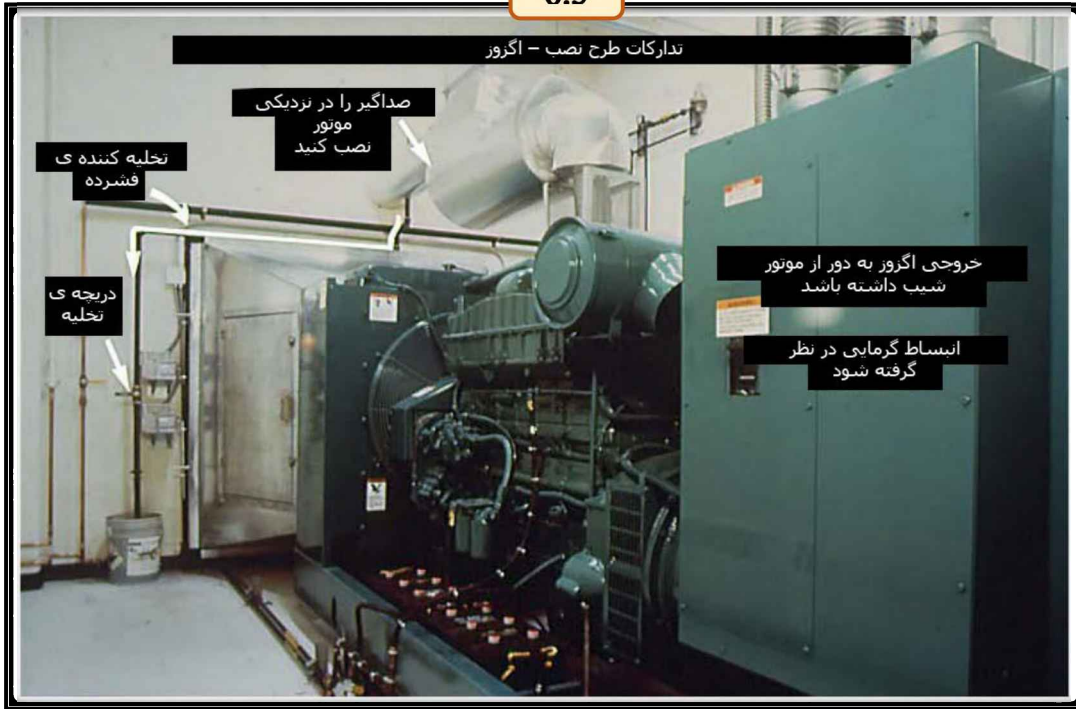 تدارکات طرح نصب – اگزوز
صداگیر را در نزدیکی
موتور
نصب کنید
تخلیه کننده ی
فشرده
دریچه ی
تخلیه
خروجی اگزوز به دور از موتور
شیب داشته باشد
انبساط گرمایی در نظر
گرفته شود